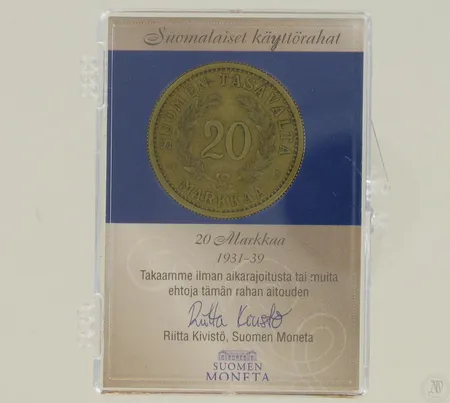 Suomalaiset käyttörahat
SUOMEN TASAVALTA
20
MARKKAA
20 Markkaa
1931-39
Takaamme ilman aikarajoitusta tai muita
ehtoja tämän rahan aitouden
Riitta Kivistö
Riitta Kivistö, Suomen Moneta
SUOMEN
MONETA